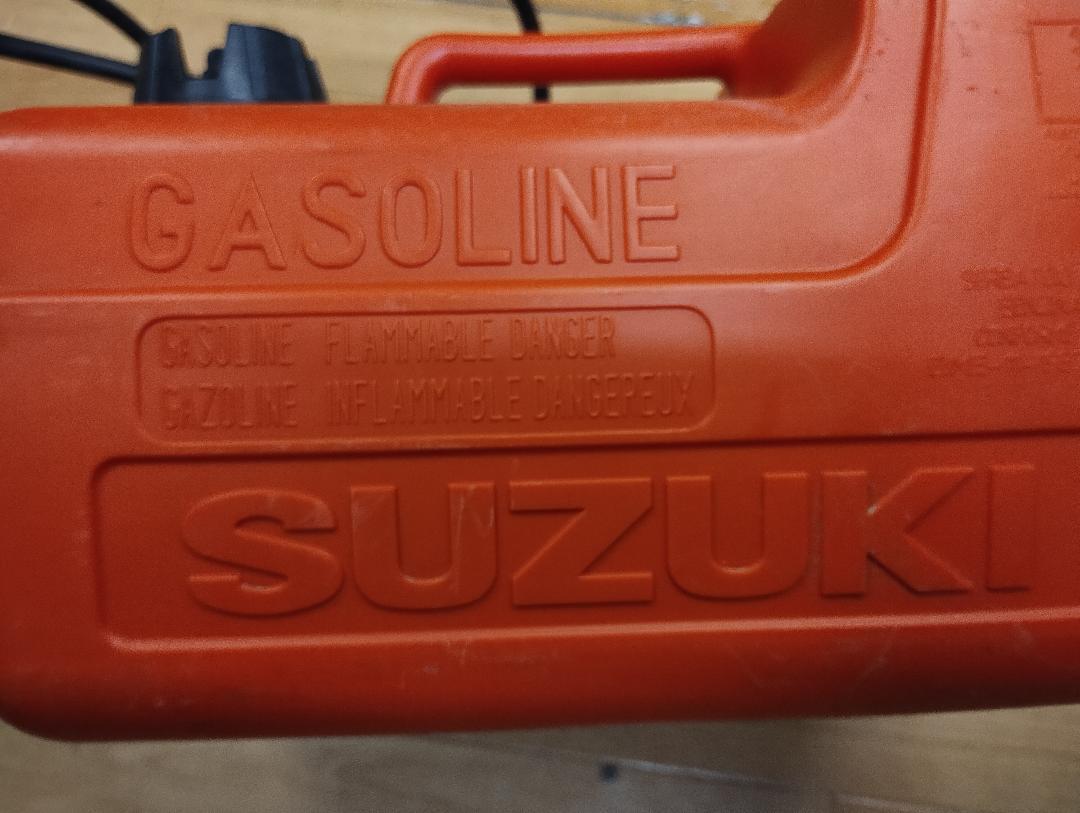 GASOLINE
GASOLINE FLAMMABLE DANGER
GAZOLINE INFLAMMABLE DANGEREUX
SUZUKI